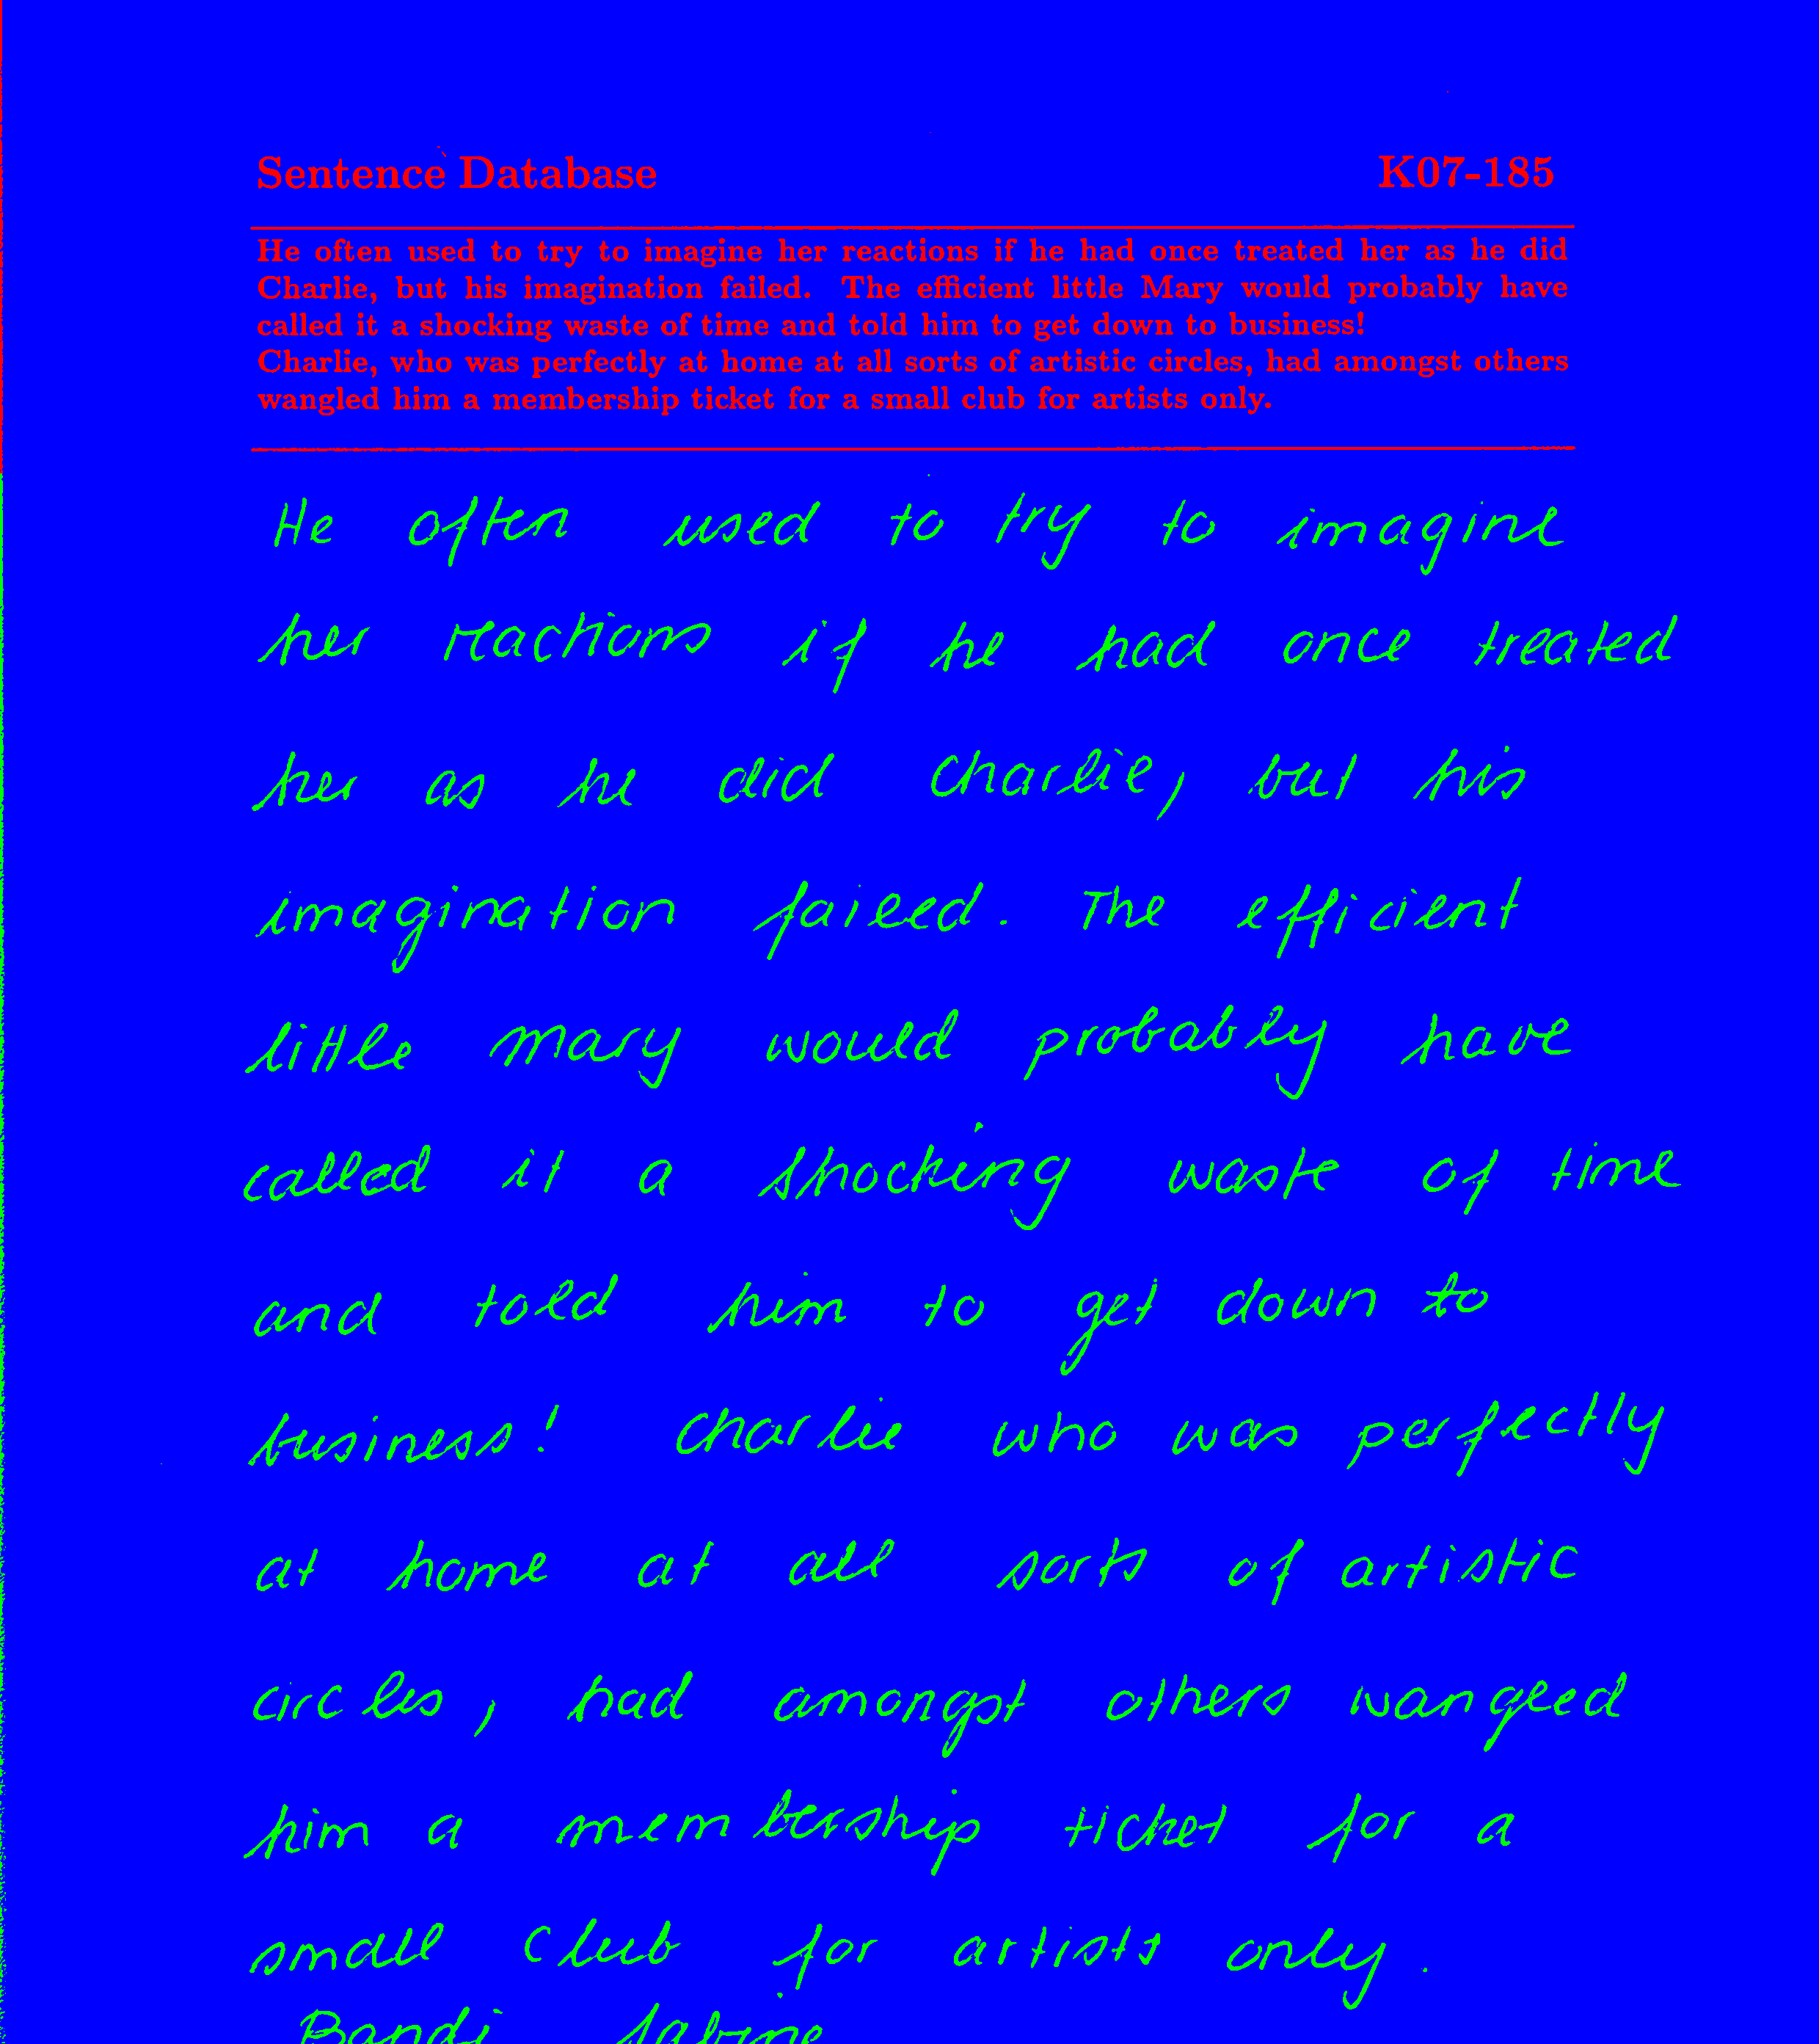 Sentence Database K07-185
He often used to try to imagine her reactions if he had once treated her as he did
Charlie, but his imagination failed. The efficient little Mary would probably have
called it a shocking waste of time and told him to get down to business!
Charlie, who was perfectly at home at all sorts of artistic circles, had amongst others
wangled him a membership ticket for a small club for artists only.
He often used to try to imagine
her reactions if he had once treated
her as he did Charlie, but his
imagination failed. The efficient
little Mary would probably have
called it a shocking waste of time
and told him to get down to
business! Charlie who was perfectly
at home at all sorts of artistic
circles, had amongst others wangled
him a membership ticket for a
small club for artists only.
Bandi Sabine